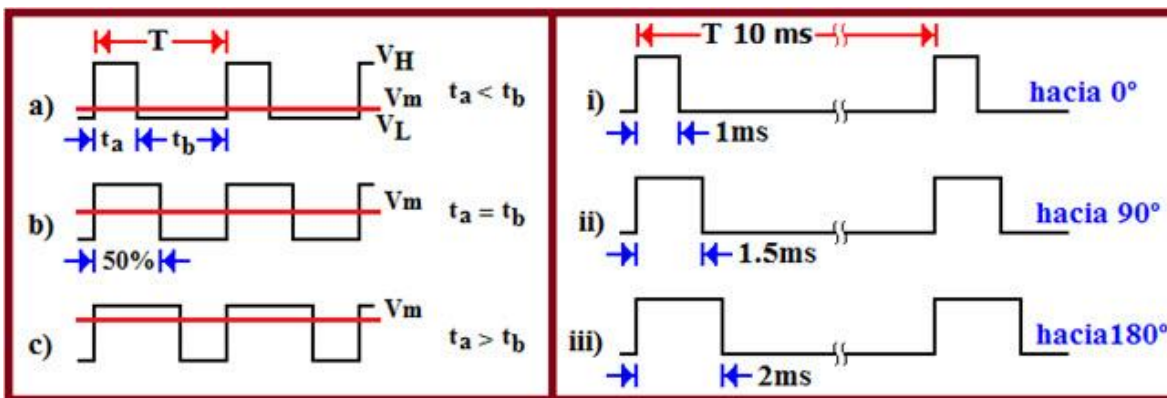 T
a)
V_H
V_m
V_L
t_a < t_b
t_a
t_b
b)
V_m
t_a = t_b
50%
c)
V_m
t_a > t_b
T 10 ms
i)
hacia 0°
1ms
ii)
hacia 90°
1.5ms
iii)
hacia180°
2ms